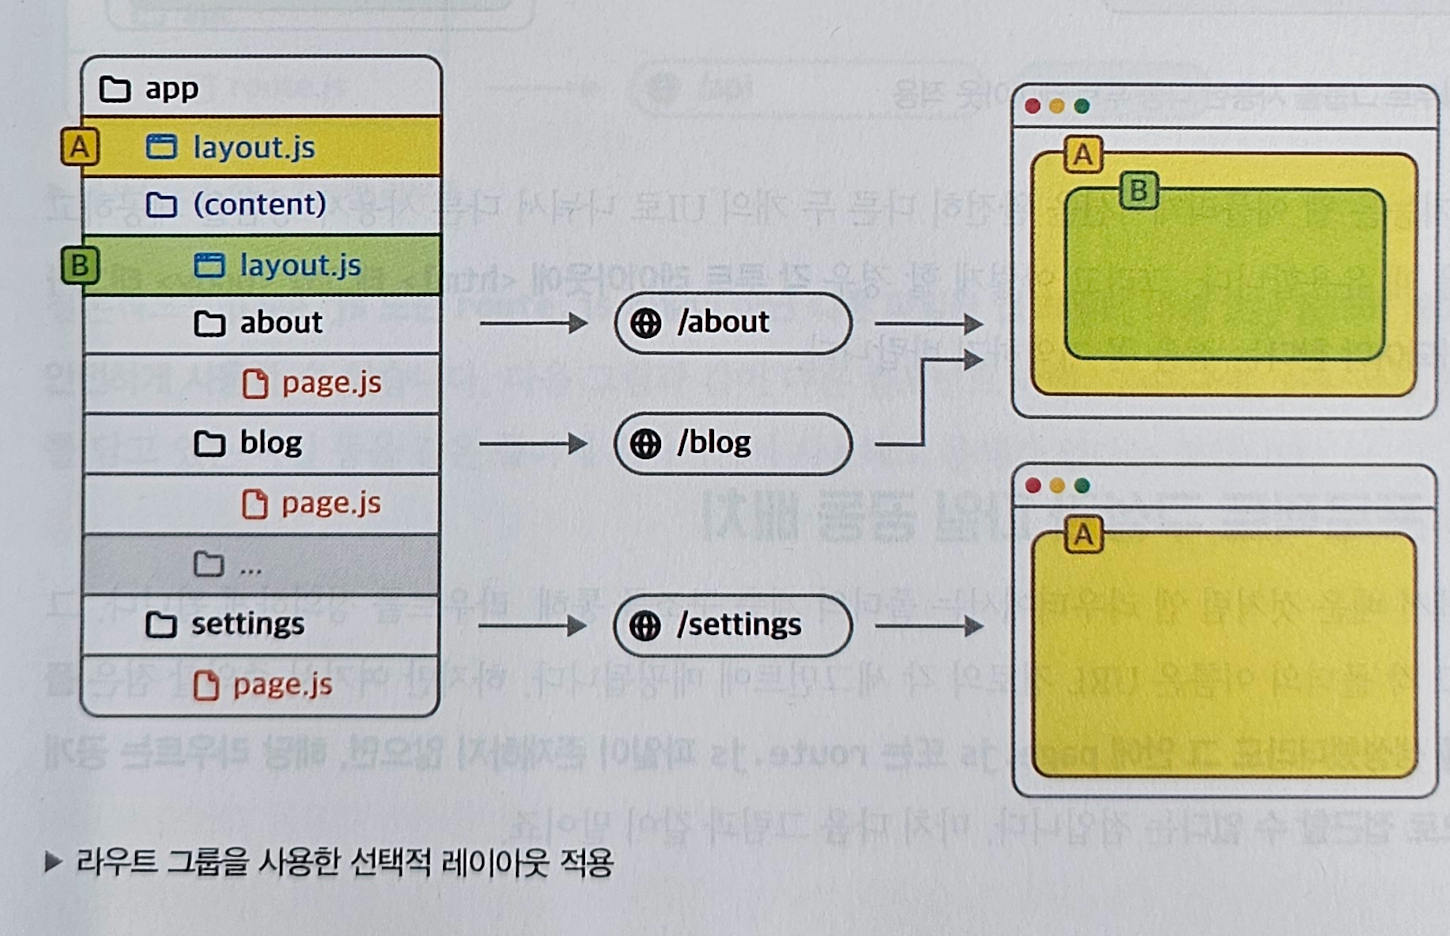 app
A layout.js
(content)
B layout.js
about
page.js
blog
page.js
...
settings
page.js
/about
/blog
/settings
A
B
A
▶ 라우트 그룹을 사용한 선택적 레이아웃 적용